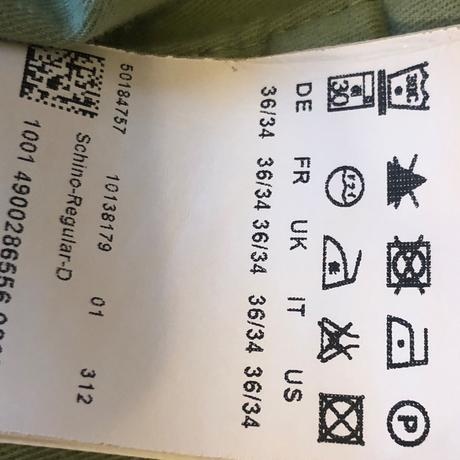 30C P
30
DE FR UK IT US
36/34 36/34 36/34 36/34 36/34
50184757 10138179 01 312
Schino-Regular-D
1001 4900286556